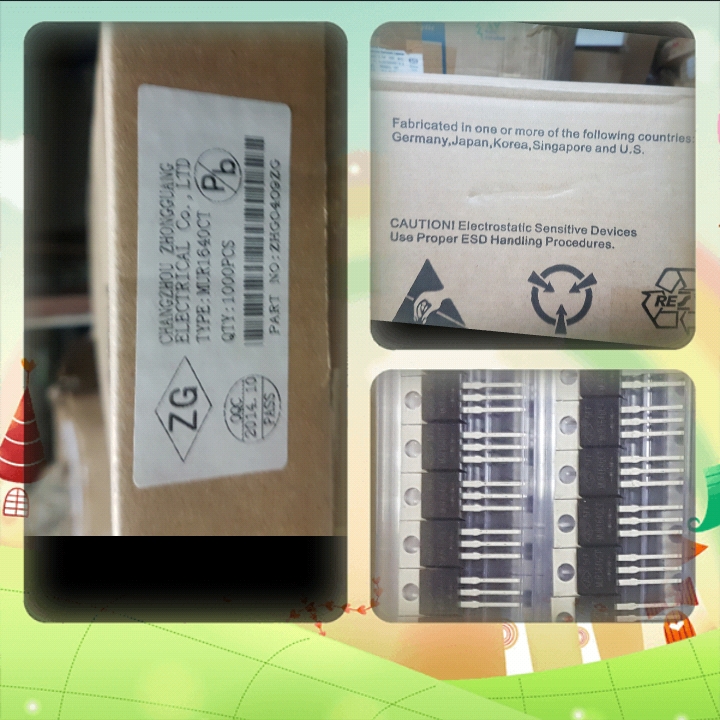 CHANGZHOU ZHONGGUANG
ELECTRICAL Co., LTD
TYPE:MUR1640CT
QTY:1000PCS
Pb
PART NO:ZHG0409ZG
ZG
OQC
2014.10
PASS
Fabricated in one or more of the following countries:
Germany,Japan,Korea,Singapore and U.S.
CAUTION! Electrostatic Sensitive Devices
Use Proper ESD Handling Procedures.